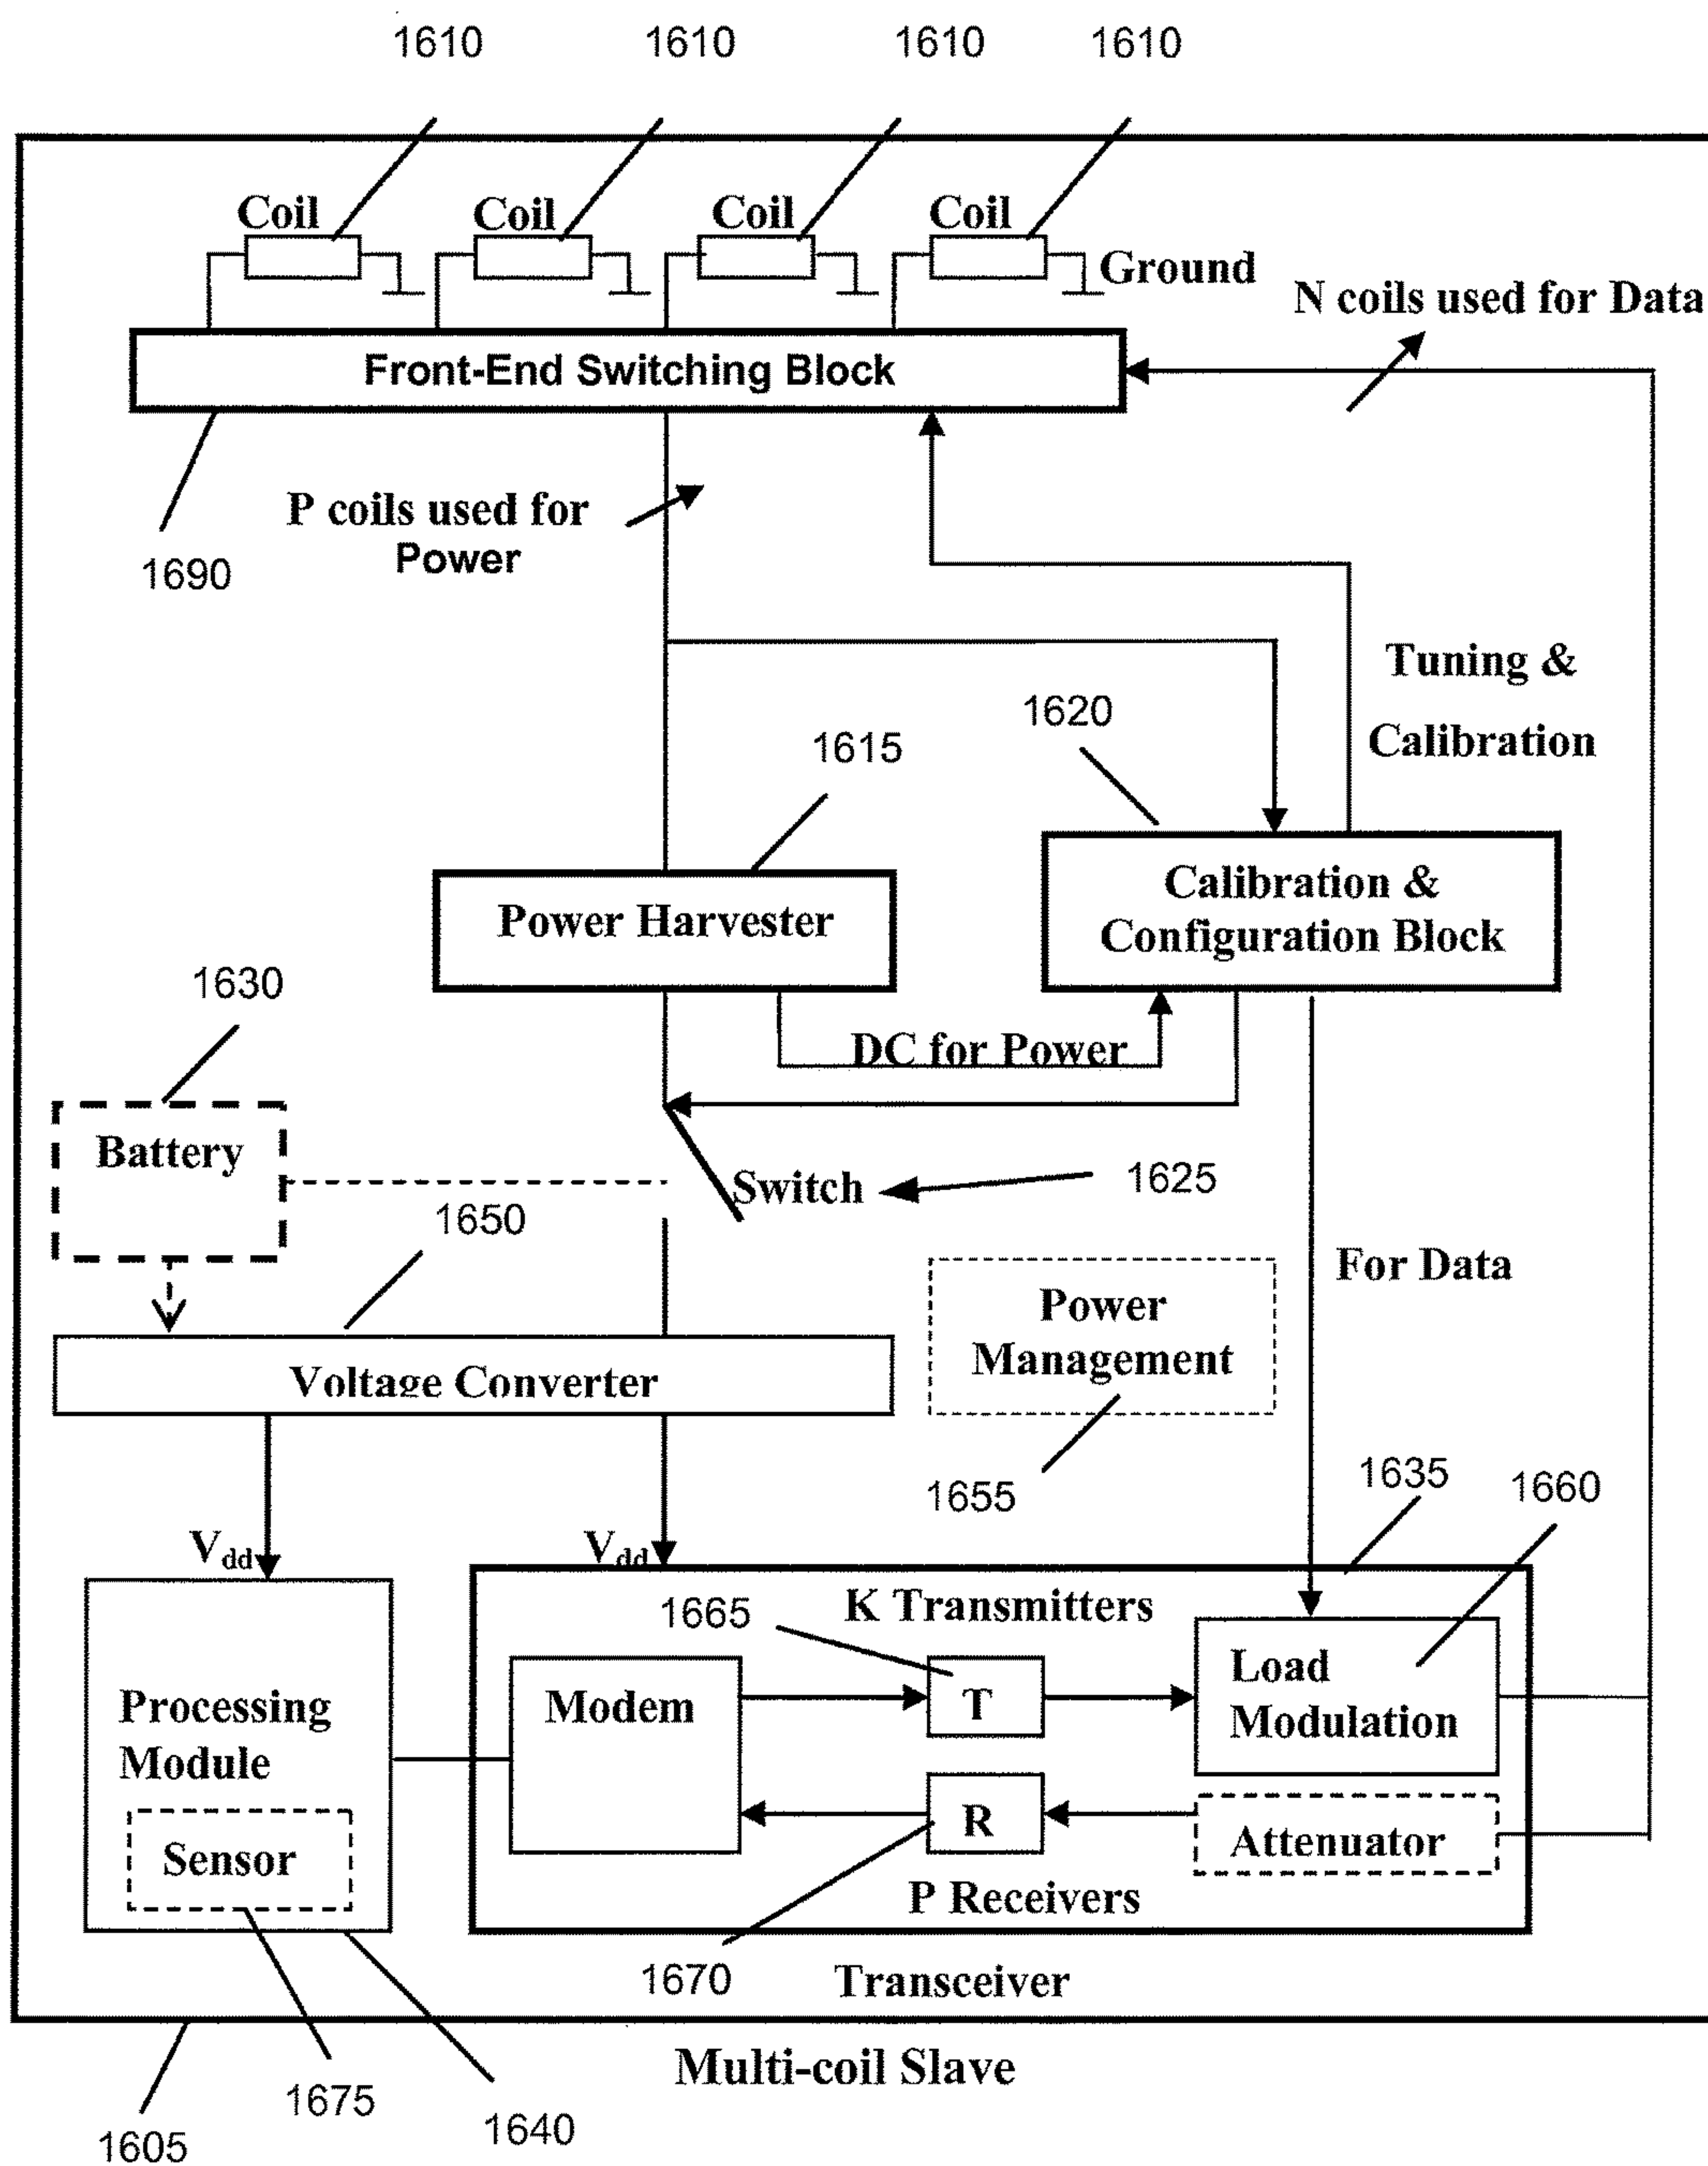 1610 1610 1610 1610
Coil Coil Coil Coil
Ground
N coils used for Data
Front-End Switching Block
P coils used for
Power
1690
Tuning &
Calibration
1620
1615
Calibration &
Configuration Block
Power Harvester
1630
DC for Power
Battery
Switch
1625
1650
For Data
Power
Management
Voltage Converter
1655
1635
1660
Vdd
Vdd
1665
K Transmitters
Load
Modulation
Modem
T
Processing
Module
R
Attenuator
Sensor
P Receivers
1670
Transceiver
Multi-coil Slave
1675
1640
1605